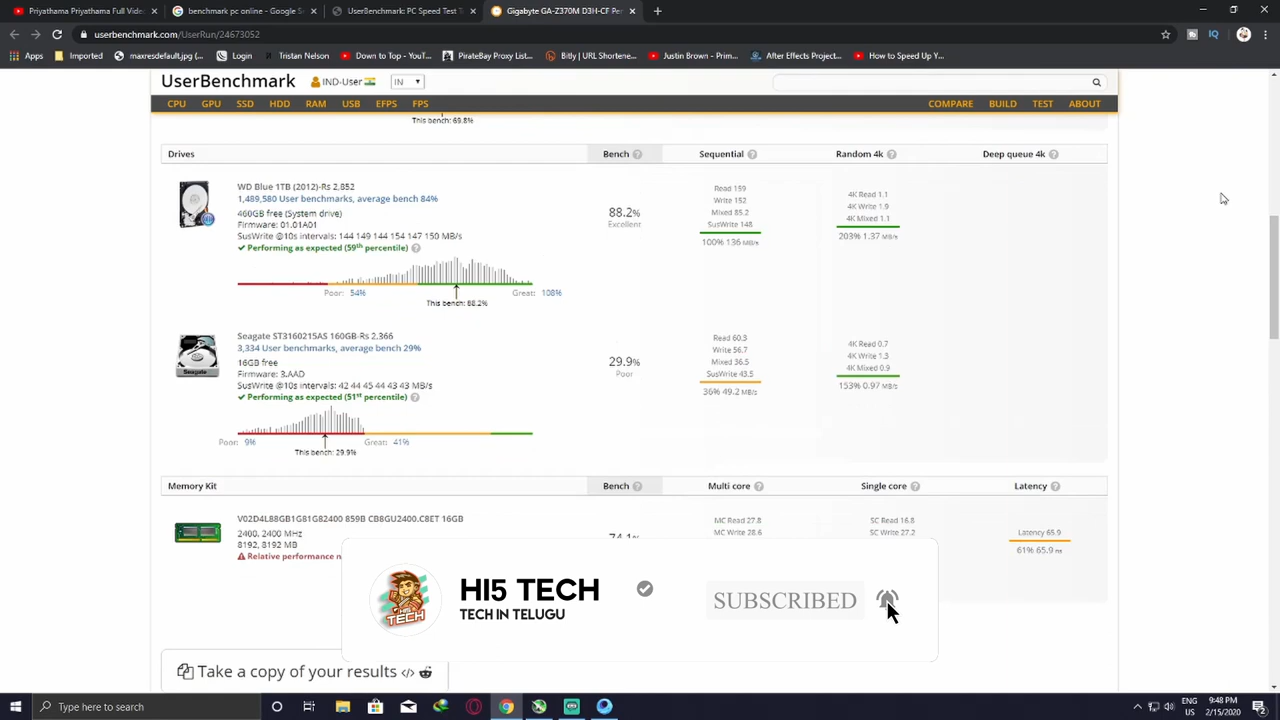 Priyathama Priyathama Full Video
benchmark pc online - Google S
UserBenchmark: PC Speed Test T
Gigabyte GA-Z370M D3H-CF Per
userbenchmark.com/UserRun/24673052
Apps
Imported
maxresdefault.jpg (...
Login
Tristan Nelson
Down to Top - YouT...
PirateBay Proxy List...
Bitly | URL Shortene...
Justin Brown - Prim...
After Effects Project...
How to Speed Up Y...
UserBenchmark
IND-User
IN
CPU GPU SSD HDD RAM USB EFPS FPS
COMPARE BUILD TEST ABOUT
This bench: 69.8%
Drives Bench Sequential Random 4k Deep queue 4k
WD Blue 1TB (2012)-Rs 2,852
1,489,580 User benchmarks, average bench 84%
460GB free (System drive)
Firmware: 01.01A01
SusWrite @10s intervals: 144 149 144 154 147 150 MB/s
Performing as expected (59th percentile)
Poor: 54%
Great: 108%
This bench: 88.2%
88.2%
Excellent
Read 159
Write 152
Mixed 85.2
SusWrite 148
100% 136 MB/s
4K Read 1.1
4K Write 1.9
4K Mixed 1.1
203% 1.37 MB/s
Seagate ST3160215AS 160GB-Rs 2,366
3,334 User benchmarks, average bench 29%
16GB free
Firmware: 3.AAD
SusWrite @10s intervals: 42 44 45 44 43 43 MB/s
Performing as expected (51st percentile)
Poor: 9%
Great: 41%
This bench: 29.9%
29.9%
Poor
Read 60.3
Write 56.7
Mixed 36.5
SusWrite 43.5
36% 49.2 MB/s
4K Read 0.7
4K Write 1.3
4K Mixed 0.9
153% 0.97 MB/s
Memory Kit Bench Multi core Single core Latency
V02D4L88GB1G81G82400 859B CB8GU2400.C8ET 16GB
2400, 2400 MHz
8192, 8192 MB
Relative performance n
74.1%
MC Read 27.8
MC Write 28.6
SC Read 16.8
SC Write 27.2
Latency 65.9
61% 65.9 ns
HI5 TECH
TECH IN TELUGU
SUBSCRIBED
HI5
TECH
Take a copy of your results
Type here to search
ENG
US
9:48 PM
2/15/2020
2